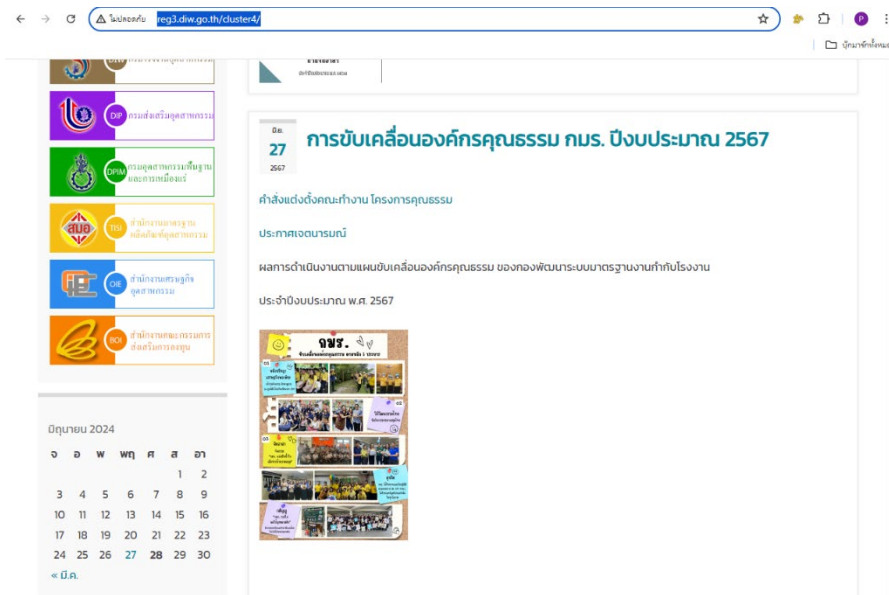 ไม่ปลอดภัย reg3.diw.go.th/cluster4/
P
บุ๊กมาร์กทั้งหมด
DIP กรมส่งเสริมอุตสาหกรรม
DPIM กรมอุตสาหกรรมพื้นฐาน
และการเหมืองแร่
สมอ TISI สำนักงานมาตรฐาน
ผลิตภัณฑ์อุตสาหกรรม
OIE สำนักงานเศรษฐกิจ
อุตสาหกรรม
BOI สำนักงานคณะกรรมการ
ส่งเสริมการลงทุน
มิถุนายน 2024
จ อ พ พฤ ศ ส อา
1 2
3 4 5 6 7 8 9
10 11 12 13 14 15 16
17 18 19 20 21 22 23
24 25 26 27 28 29 30
« มี.ค.
มิ.ย.
27
2567
การขับเคลื่อนองค์กรคุณธรรม กมร. ปีงบประมาณ 2567
คำสั่งแต่งตั้งคณะทำงาน โครงการคุณธรรม
ประกาศเจตนารมณ์
ผลการดำเนินงานตามแผนขับเคลื่อนองค์กรคุณธรรม ของกองพัฒนาระบบมาตรฐานงานกำกับโรงงาน
ประจำปีงบประมาณ พ.ศ. 2567
กมร.